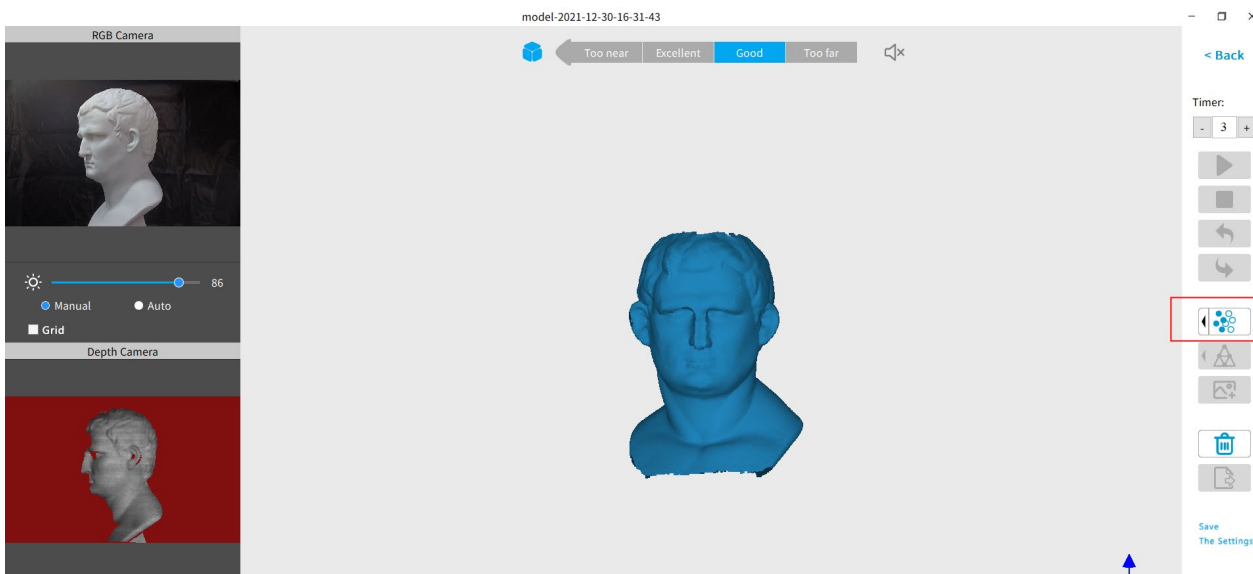 model-2021-12-30-16-31-43
RGB Camera
Too near Excellent Good Too far
< Back
Timer:
- 3 +
86
Manual Auto
Grid
Depth Camera
Save
The Settings